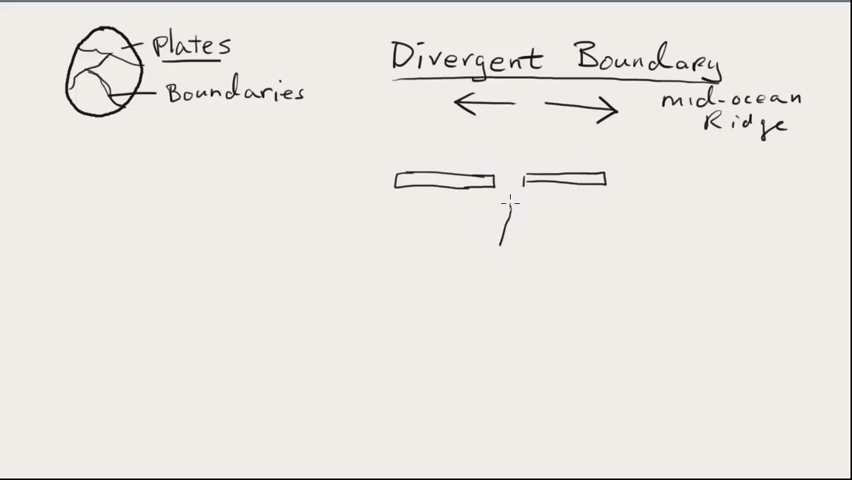 Plates
Boundaries
Divergent Boundary
mid-ocean
Ridge